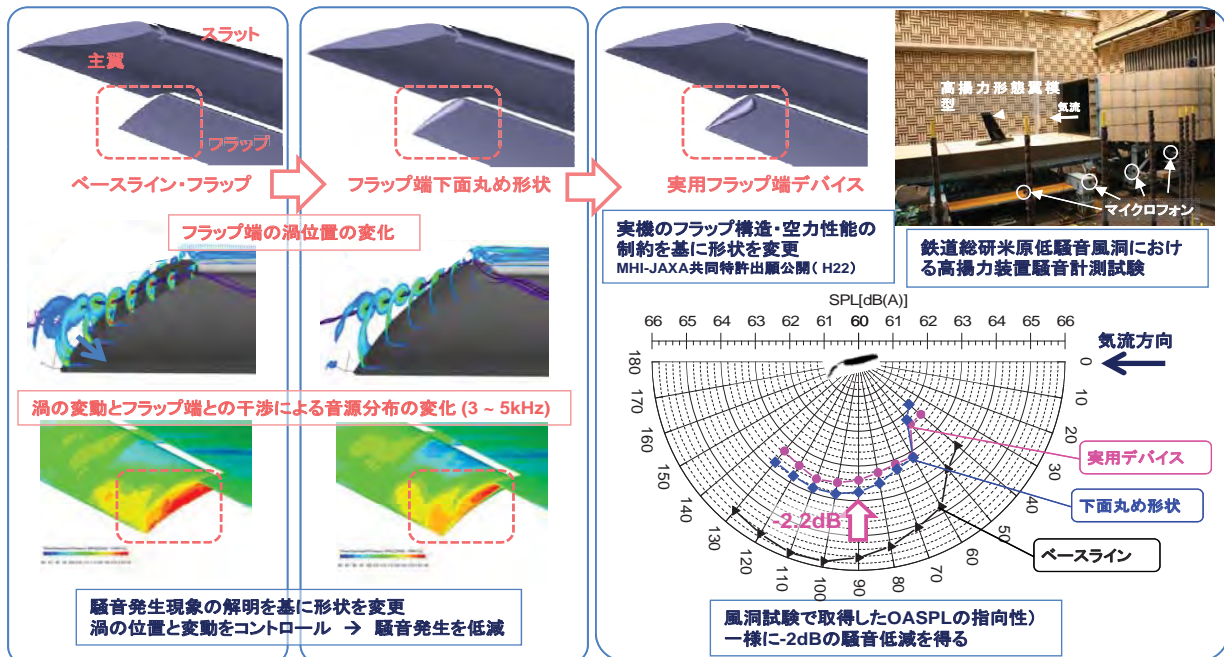 スラット
主翼
フラップ
ベースライン・フラップ
フラップ端下面丸め形状
実用フラップ端デバイス
フラップ端の渦位置の変化
渦の変動とフラップ端との干渉による音源分布の変化 (3 ~ 5kHz)
騒音発生現象の解明を基に形状を変更
渦の位置と変動をコントロール → 騒音発生を低減
実機のフラップ構造・空力性能の
制約を基に形状を変更
MHI-JAXA共同特許出願公開( H22)
高揚力形態翼模
型
気流
マイクロフォン
鉄道総研米原低騒音風洞におけ
る高揚力装置騒音計測試験
SPL[dB(A)]
66 65 64 63 62 61 60 61 62 63 64 65 66
気流方向
180 170 160 150 140 130 120 110 100 90 80 70 60 50 40 30 20 10 0
-2.2dB
実用デバイス
下面丸め形状
ベースライン
風洞試験で取得したOASPLの指向性)
一様に-2dBの騒音低減を得る